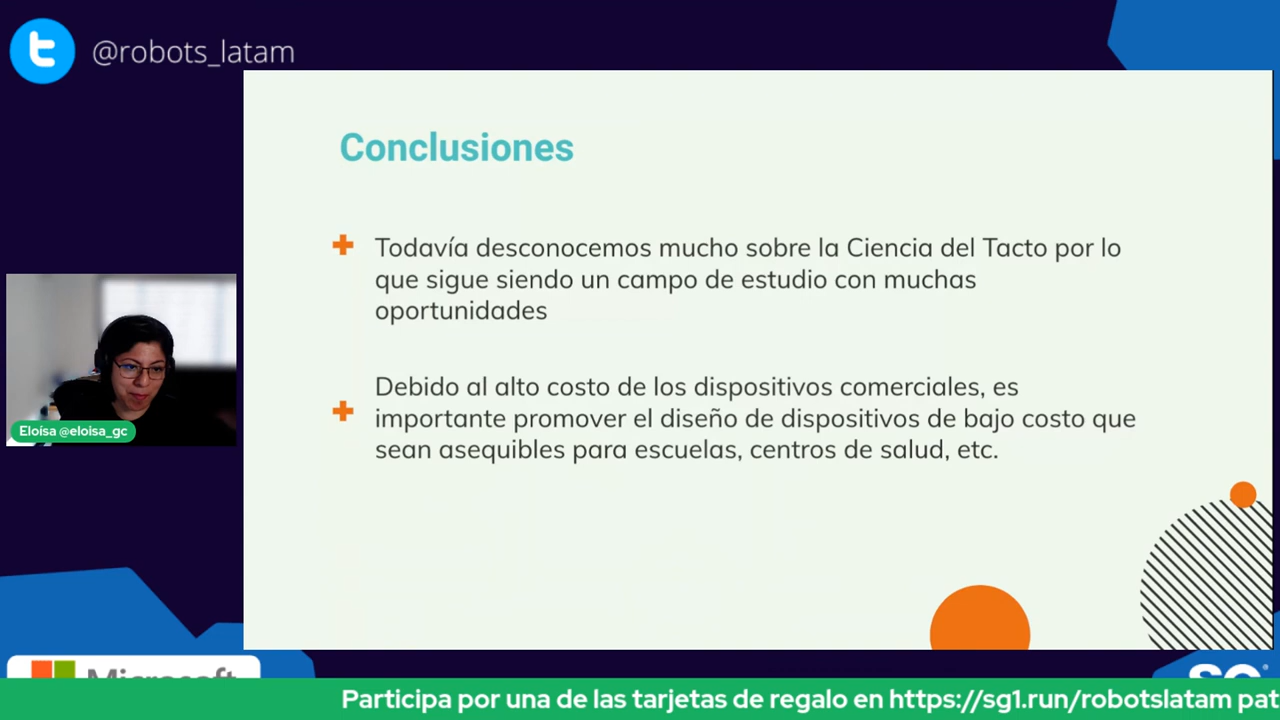 @robots_latam
Conclusiones
Todavía desconocemos mucho sobre la Ciencia del Tacto por lo
que sigue siendo un campo de estudio con muchas
oportunidades
Debido al alto costo de los dispositivos comerciales, es
importante promover el diseño de dispositivos de bajo costo que
sean asequibles para escuelas, centros de salud, etc.
Eloísa @eloisa_gc
Microsoft
SG
Participa por una de las tarjetas de regalo en https://sg1.run/robotslatam